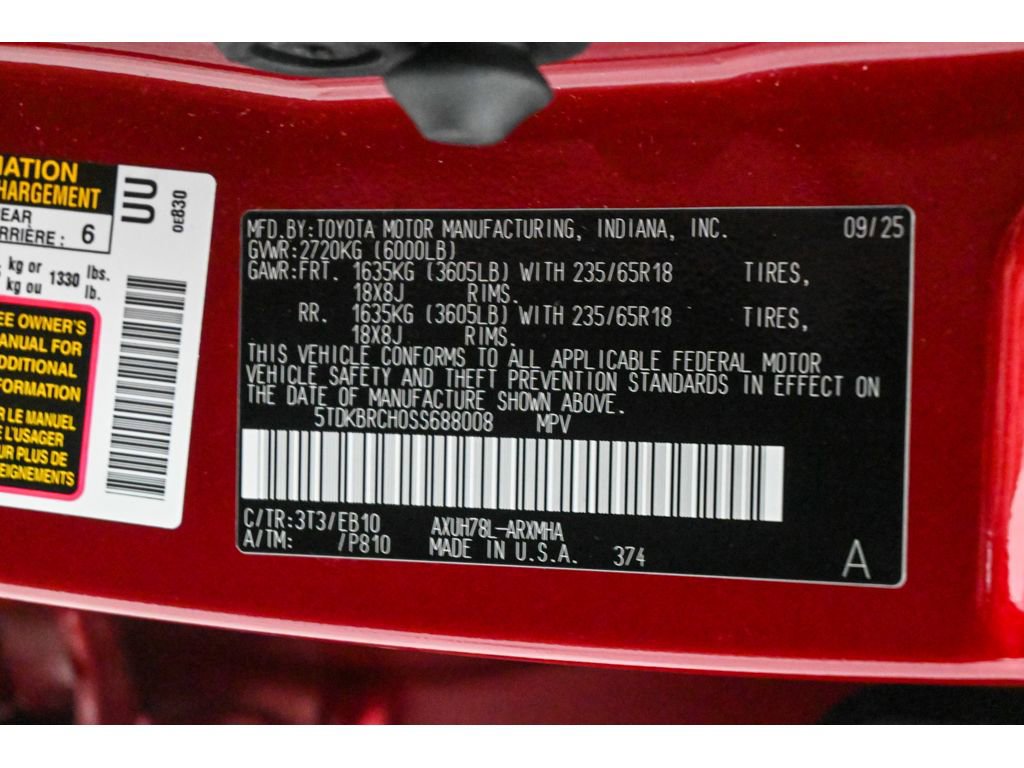 MATION
HARGEMENT
REAR
ARRIÈRE : 6
kg or 1330 lbs.
kg ou lb.
EE OWNER'S
ANUAL FOR
DDITIONAL
FORMATION
R LE MANUEL
E L'USAGER
UR PLUS DE
EIGNEMENTS
UU
0E830
MFD. BY: TOYOTA MOTOR MANUFACTURING, INDIANA, INC. 09/25
GVWR: 2720KG (6000LB)
GAWR: FRT. 1635KG (3605LB) WITH 235/65R18 TIRES,
18X8J RIMS.
RR. 1635KG (3605LB) WITH 235/65R18 TIRES,
18X8J RIMS.
THIS VEHICLE CONFORMS TO ALL APPLICABLE FEDERAL MOTOR
VEHICLE SAFETY AND THEFT PREVENTION STANDARDS IN EFFECT ON
THE DATE OF MANUFACTURE SHOWN ABOVE.
5TDKBRCH0SS688008 MPV
C/TR: 3T3/EB10 AXUH78L-ARXMHA
A/TM: /P810 MADE IN U.S.A. 374 A